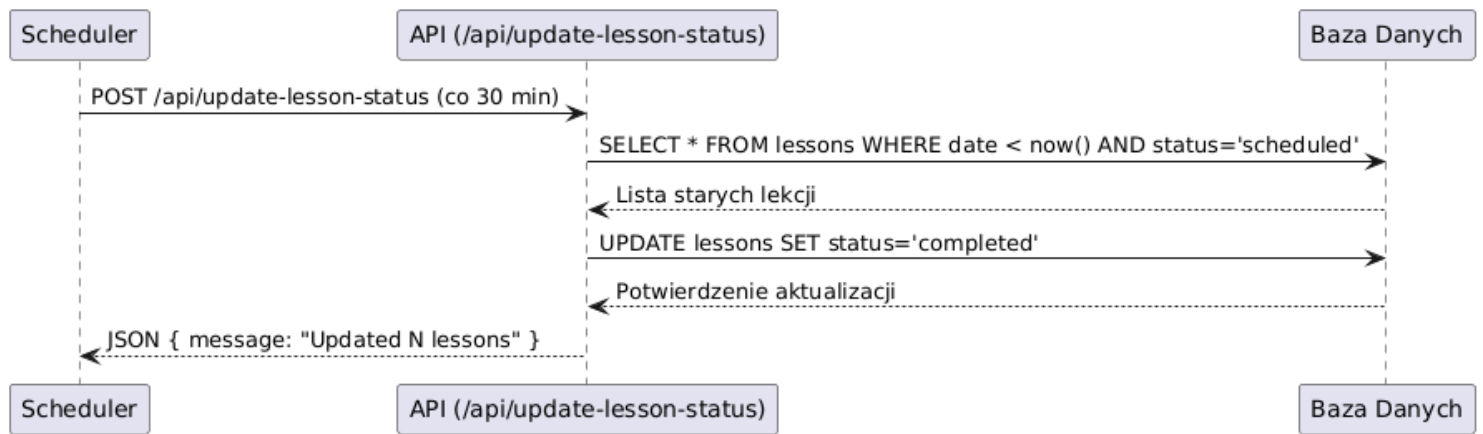 Scheduler
API (/api/update-lesson-status)
Baza Danych
POST /api/update-lesson-status (co 30 min)
SELECT * FROM lessons WHERE date < now() AND status='scheduled'
Lista starych lekcji
UPDATE lessons SET status='completed'
Potwierdzenie aktualizacji
JSON { message: "Updated N lessons" }
Scheduler
API (/api/update-lesson-status)
Baza Danych